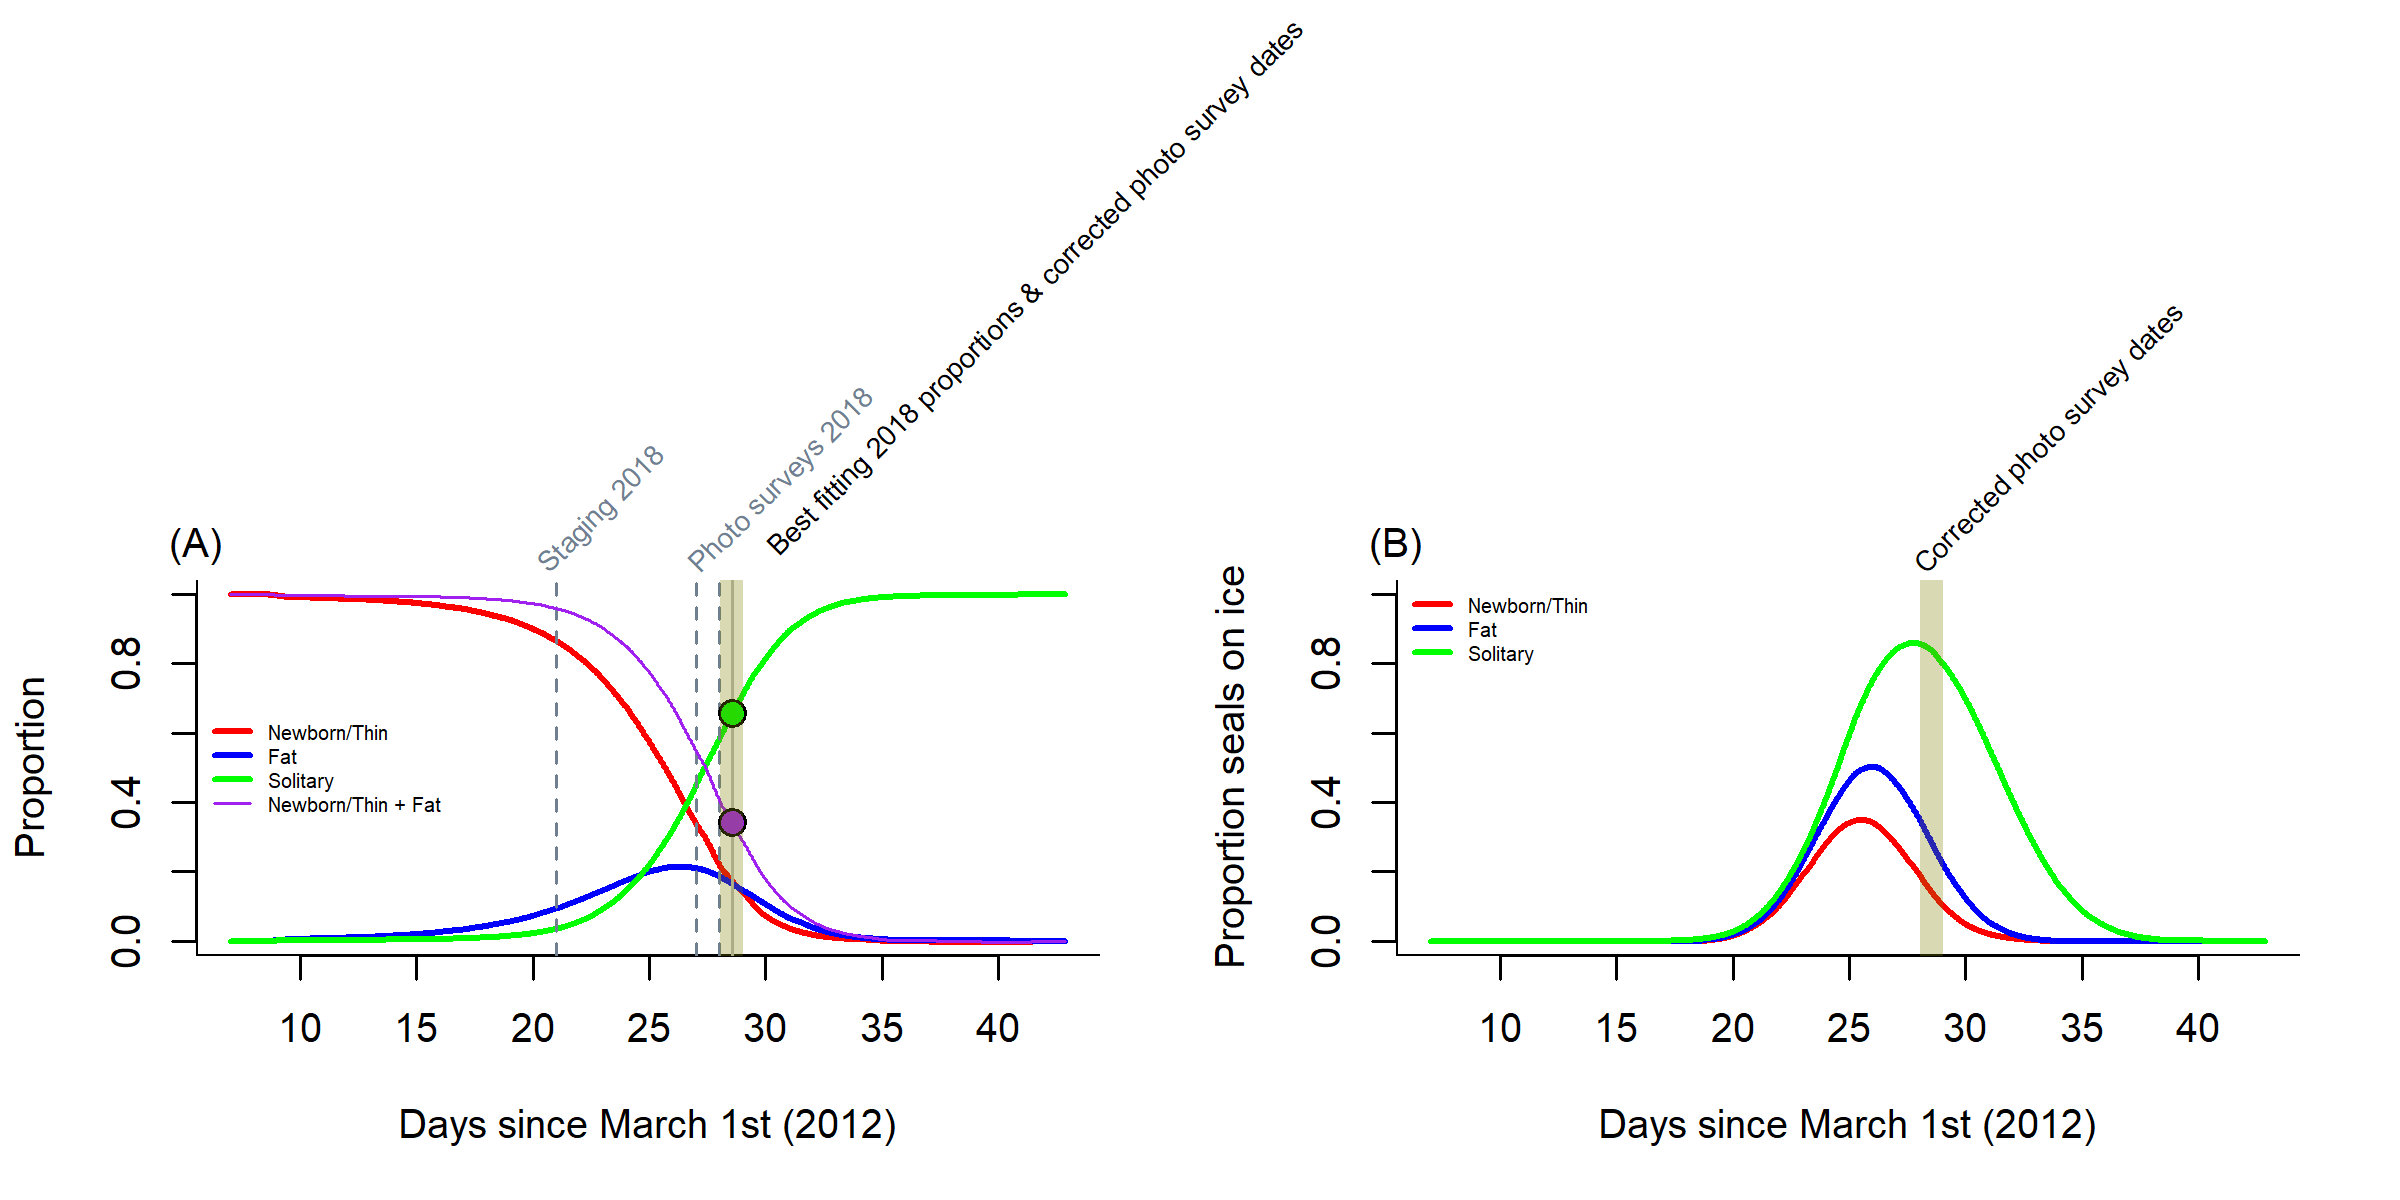 (A)
Staging 2018
Photo surveys 2018
Best fitting 2018 proportions & corrected photo survey dates
Proportion
0.0
0.4
0.8
Newborn/Thin
Fat
Solitary
Newborn/Thin + Fat
10 15 20 25 30 35 40
Days since March 1st (2012)
(B)
Corrected photo survey dates
Proportion seals on ice
0.0
0.4
0.8
Newborn/Thin
Fat
Solitary
10 15 20 25 30 35 40
Days since March 1st (2012)